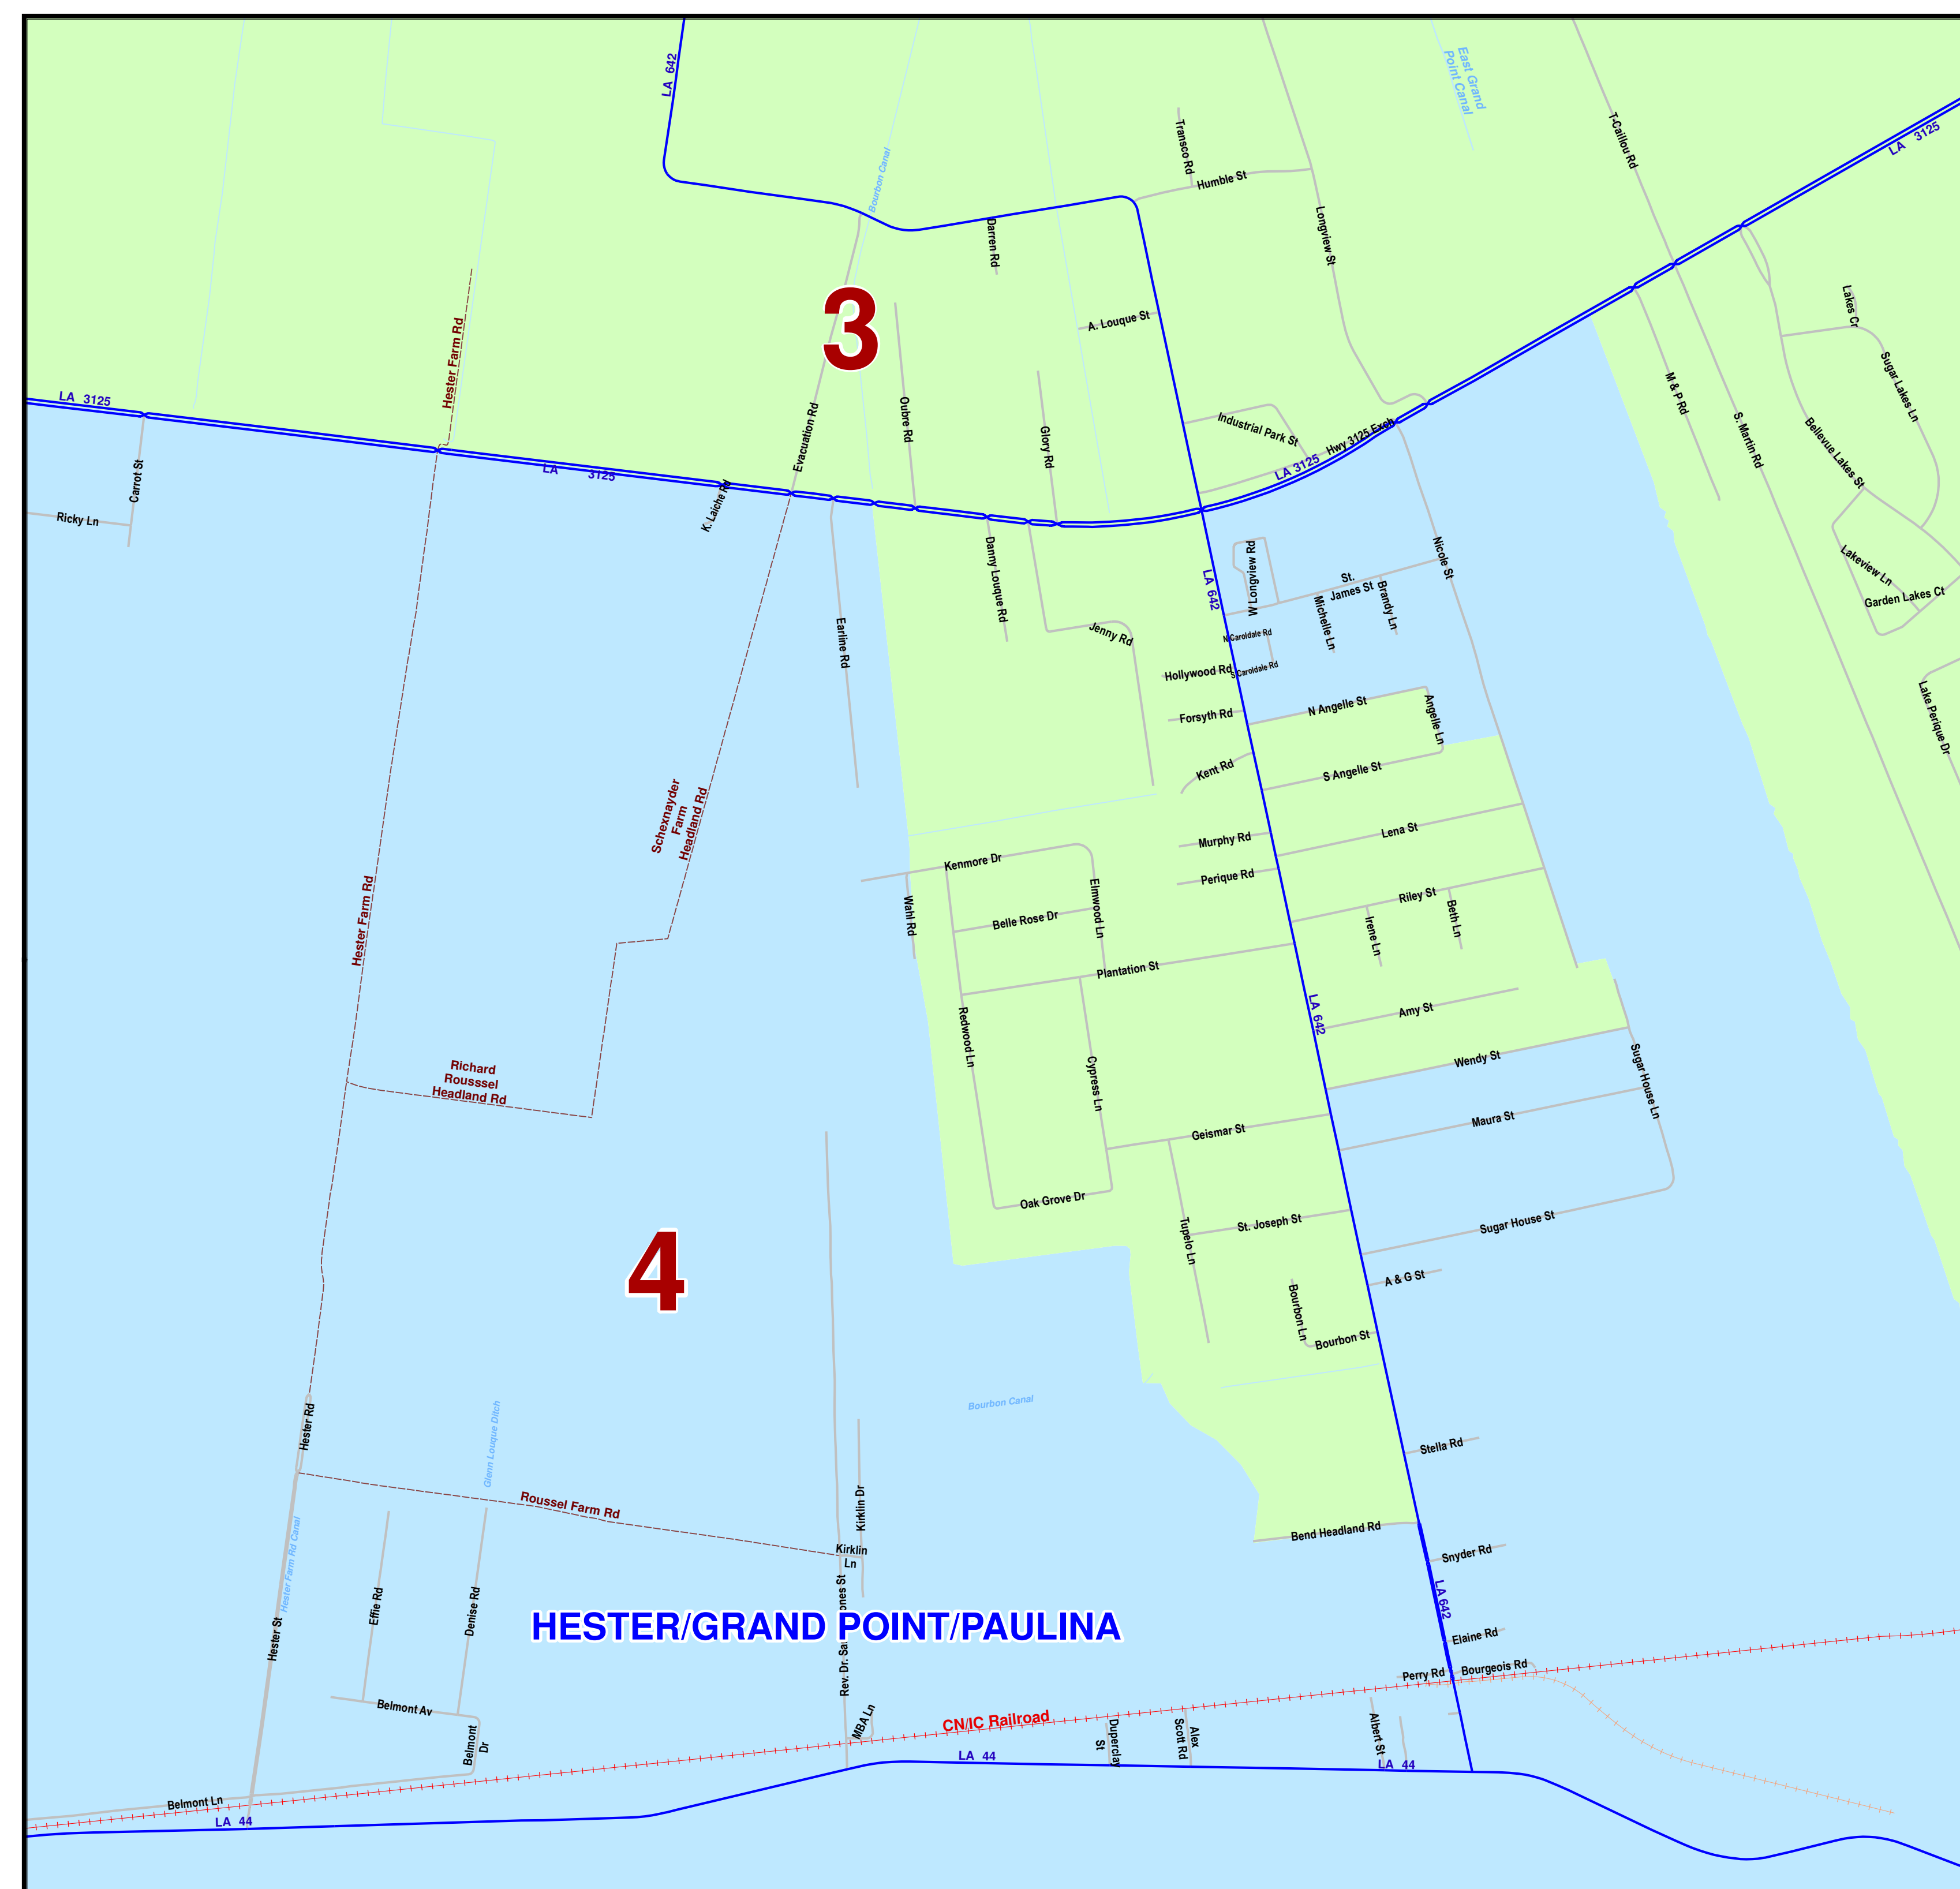 LA 642
East Grand
Point Canal
Transco Rd
T-Caillou Rd
LA 3125
Bourbon Canal
Humble St
Longview St
Darren Rd
3
Lakes Cr
A. Louque St
Hester Farm Rd
Sugar Lakes Ln
M & P Rd
LA 3125
Evacuation Rd
Oubre Rd
Glory Rd
Industrial Park St
Hwy 3125 Exch
S. Martin Rd
Bellevue Lakes St
LA 3125
Carrot St
LA 3125
K. Laiche Rd
Ricky Ln
Danny Louque Rd
W Longview Rd
Nicole St
LA 642
St.
James St
Brandy Ln
Michelle Ln
Lakeview Ln
Garden Lakes Ct
Earline Rd
Jenny Rd
N Caroldale Rd
S Caroldale Rd
Hollywood Rd
Forsyth Rd
N Angelle St
Angelle Ln
Lake Perique Dr
Kent Rd
S Angelle St
Schexnayder
Farm
Headland Rd
Murphy Rd
Lena St
Kenmore Dr
Perique Rd
Elmwood Ln
Riley St
Hester Farm Rd
Wahl Rd
Belle Rose Dr
Irene Ln
Beth Ln
Plantation St
LA 642
Amy St
Redwood Ln
Wendy St
Sugar House Ln
Richard
Rousssel
Headland Rd
Cypress Ln
Maura St
Geismar St
Oak Grove Dr
Tupelo Ln
St. Joseph St
Sugar House St
4
A & G St
Bourbon Ln
Bourbon St
Bourbon Canal
Hester Rd
Glenn Louque Ditch
Stella Rd
Roussel Farm Rd
Kirklin Dr
Bend Headland Rd
Hester Farm Rd Canal
Kirklin
Ln
Snyder Rd
LA 642
Effie Rd
Denise Rd
HESTER/GRAND POINT/PAULINA
Hester St
Rev. Dr.
Elaine Rd
Perry Rd
Bourgeois Rd
Belmont Av
MBA Ln
CN/IC Railroad
Belmont
Dr
Duperclay
St
Alex
Scott Rd
Albert St
LA 44
LA 44
Belmont Ln
LA 44